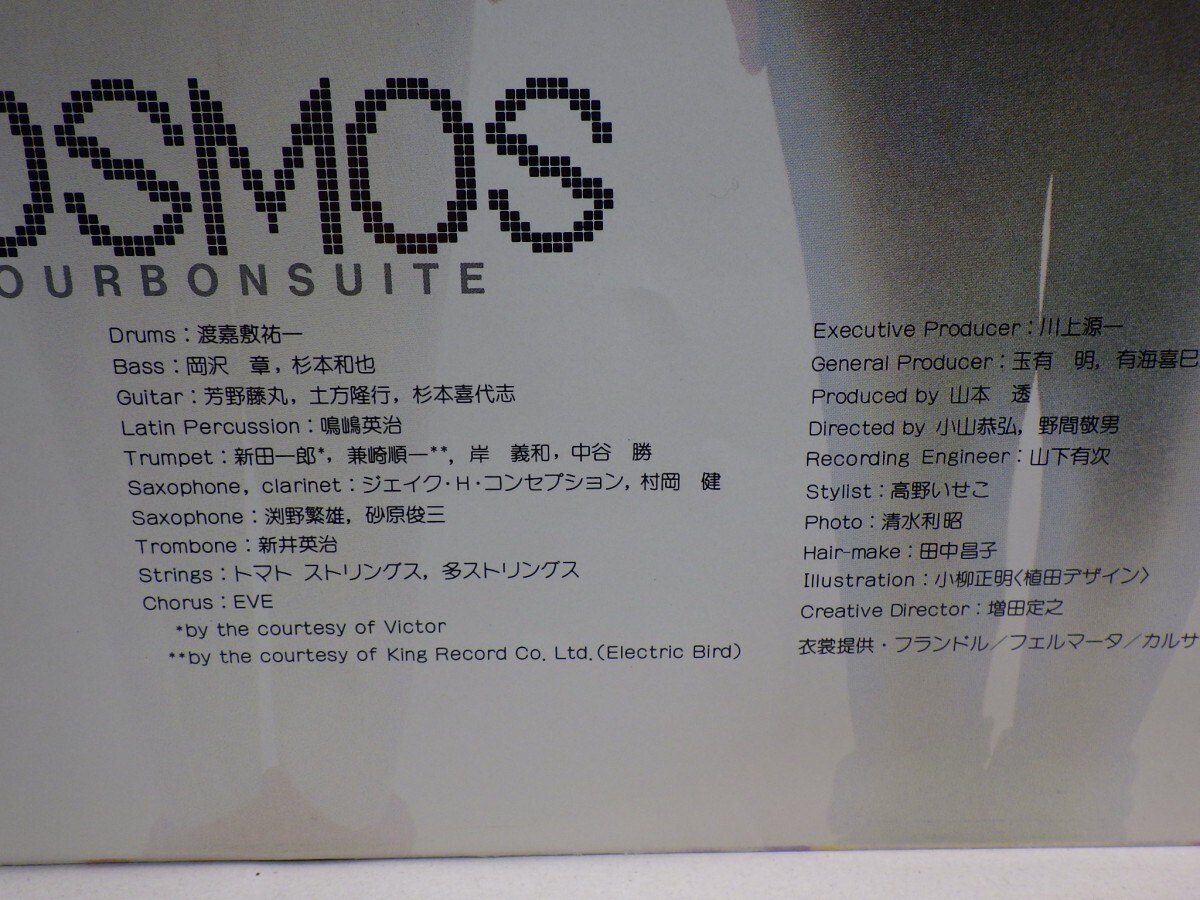 OSMOS
OURBONSUITE
Drums：渡嘉敷祐一
Bass：岡沢　章，杉本和也
Guitar：芳野藤丸，土方隆行，杉本喜代志
Latin Percussion：鳴嶋英治
Trumpet：新田一郎*，兼崎順一**，岸　義和，中谷　勝
Saxophone, clarinet：ジェイク・H・コンセプション，村岡　健
Saxophone：渕野繁雄，砂原俊三
Trombone：新井英治
Strings：トマト ストリングス，多ストリングス
Chorus：EVE
*by the courtesy of Victor
**by the courtesy of King Record Co. Ltd.(Electric Bird)
Executive Producer：川上源一
General Producer：玉有　明，有海喜巳
Produced by 山本　透
Directed by 小山恭弘，野間敬男
Recording Engineer：山下有次
Stylist：高野いせこ
Photo：清水利昭
Hair-make：田中昌子
Illustration：小柳正明〈植田デザイン〉
Creative Director：増田定之
衣裳提供・フランドル／フェルマータ／カルサ